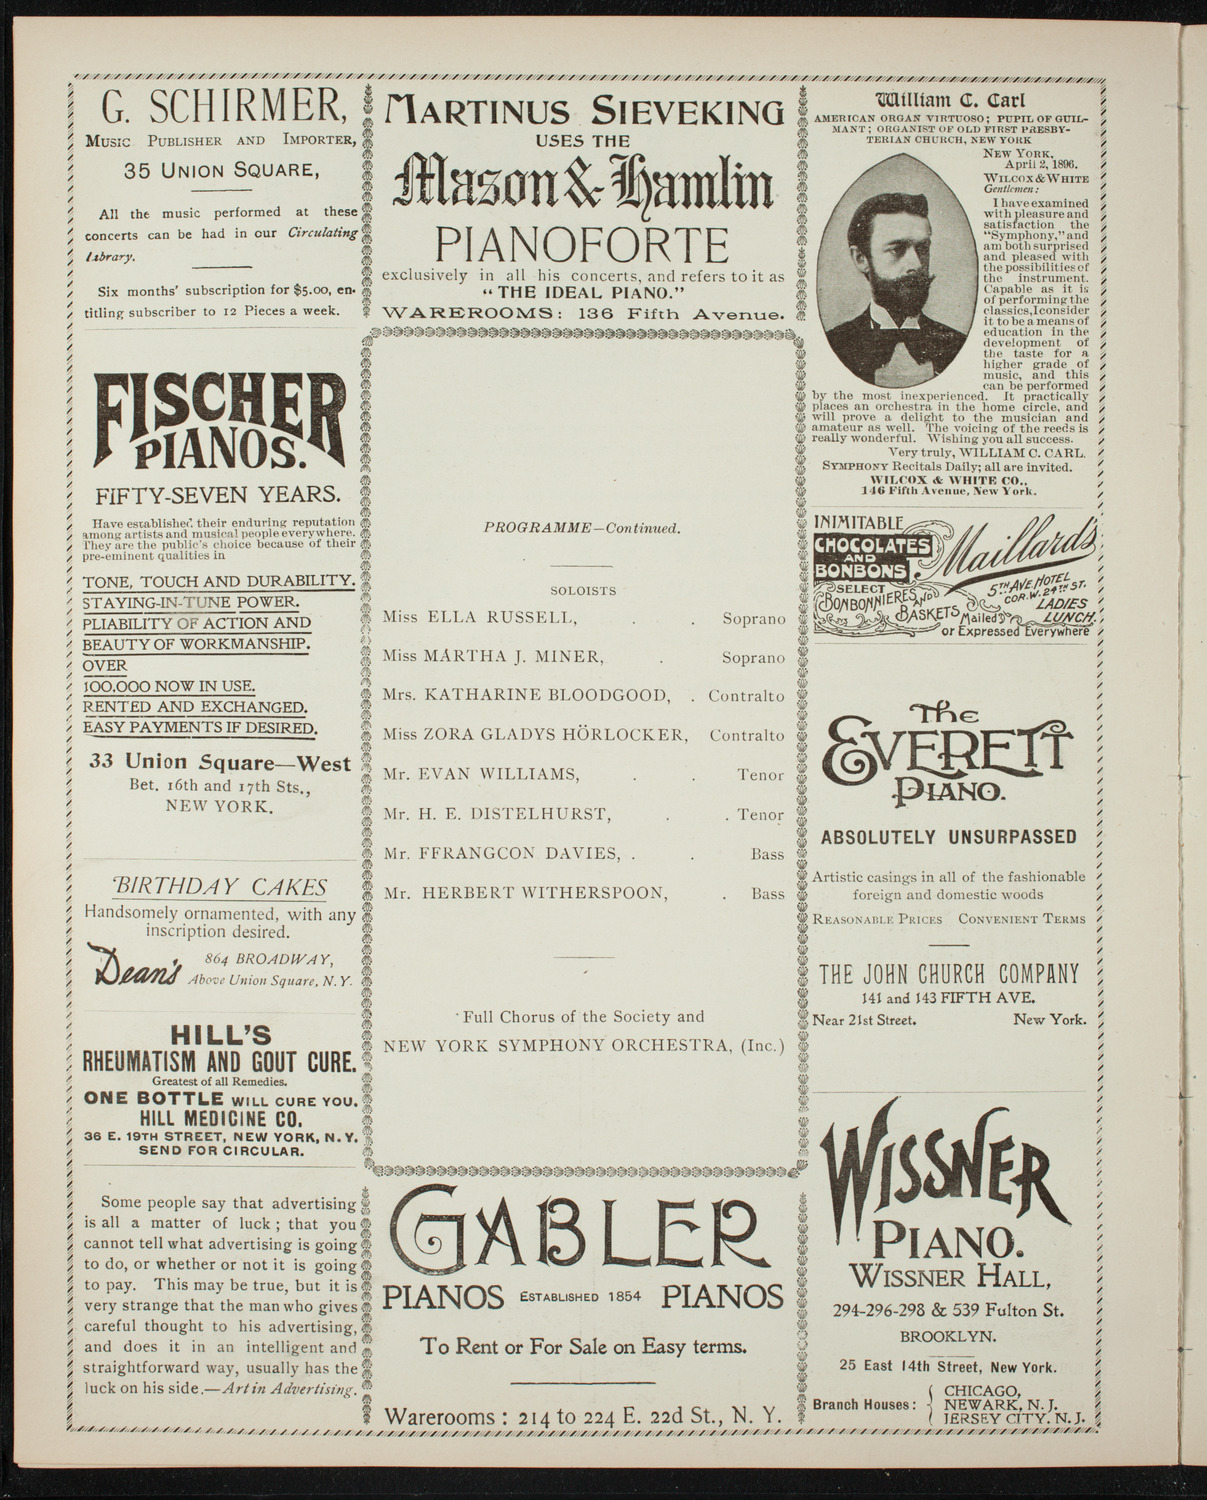 G. SCHIRMER,
MUSIC PUBLISHER AND IMPORTER,
35 UNION SQUARE,
All the music performed at these
concerts can be had in our Circulating
Library.
Six months' subscription for $5.00, en-
titling subscriber to 12 Pieces a week.
FISCHER
PIANOS.
FIFTY-SEVEN YEARS.
Have established their enduring reputation
among artists and musical people everywhere.
They are the public's choice because of their
pre-eminent qualities in
TONE, TOUCH AND DURABILITY.
STAYING-IN-TUNE POWER.
PLIABILITY OF ACTION AND
BEAUTY OF WORKMANSHIP.
OVER
100,000 NOW IN USE.
RENTED AND EXCHANGED.
EASY PAYMENTS IF DESIRED.
33 Union Square—West
Bet. 16th and 17th Sts.,
NEW YORK.
BIRTHDAY CAKES
Handsomely ornamented, with any
inscription desired.
Dean's
864 BROADWAY,
Above Union Square, N. Y.
HILL'S
RHEUMATISM AND GOUT CURE.
Greatest of all Remedies.
ONE BOTTLE WILL CURE YOU.
HILL MEDICINE CO.
36 E. 19TH STREET, NEW YORK, N. Y.
SEND FOR CIRCULAR.
Some people say that advertising
is all a matter of luck; that you
cannot tell what advertising is going
to do, or whether or not it is going
to pay. This may be true, but it is
very strange that the man who gives
careful thought to his advertising,
and does it in an intelligent and
straightforward way, usually has the
luck on his side.—Art in Advertising.
MARTINUS SIEVEKING
USES THE
Mason & Hamlin
PIANOFORTE
exclusively in all his concerts, and refers to it as
"THE IDEAL PIANO."
WAREROOMS: 136 Fifth Avenue.
PROGRAMME—Continued.
SOLOISTS
Miss ELLA RUSSELL, . . Soprano
Miss MARTHA J. MINER, . Soprano
Mrs. KATHARINE BLOODGOOD, . Contralto
Miss ZORA GLADYS HÖRLOCKER, Contralto
Mr. EVAN WILLIAMS, . . Tenor
Mr. H. E. DISTELHURST, . . Tenor
Mr. FFRANGCON DAVIES, . . Bass
Mr. HERBERT WITHERSPOON, . Bass
Full Chorus of the Society and
NEW YORK SYMPHONY ORCHESTRA, (Inc.)
GABLER
PIANOS ESTABLISHED 1854 PIANOS
To Rent or For Sale on Easy terms.
Warerooms: 214 to 224 E. 22d St., N. Y.
William C. Carl
AMERICAN ORGAN VIRTUOSO; PUPIL OF GUIL-
MANT; ORGANIST OF OLD FIRST PRESBY-
TERIAN CHURCH, NEW YORK
NEW YORK,
April 2, 1896.
WILCOX & WHITE
Gentlemen:
I have examined
with pleasure and
satisfaction the
"Symphony," and
am both surprised
and pleased with
the possibilities of
the instrument.
Capable as it is
of performing the
classics, I consider
it to be a means of
education in the
development of
the taste for a
higher grade of
music, and this
can be performed
by the most inexperienced. It practically
places an orchestra in the home circle, and
will prove a delight to the musician and
amateur as well. The voicing of the reeds is
really wonderful. Wishing you all success.
Very truly, WILLIAM C. CARL.
SYMPHONY Recitals Daily; all are invited.
WILCOX & WHITE CO.,
146 Fifth Avenue, New York.
INIMITABLE
CHOCOLATES
AND
BONBONS
Maillard's
SELECT
BONBONNIERES AND
BASKETS
5TH AVE. HOTEL
COR. W. 24TH ST.
LADIES
LUNCH.
Mailed
or Expressed Everywhere
The
EVERETT
PIANO.
ABSOLUTELY UNSURPASSED
Artistic casings in all of the fashionable
foreign and domestic woods
REASONABLE PRICES CONVENIENT TERMS
THE JOHN CHURCH COMPANY
141 and 143 FIFTH AVE.
Near 21st Street. New York.
WISSNER
PIANO.
WISSNER HALL,
294-296-298 & 539 Fulton St.
BROOKLYN.
25 East 14th Street, New York.
Branch Houses: CHICAGO,
NEWARK, N. J.
JERSEY CITY, N. J.